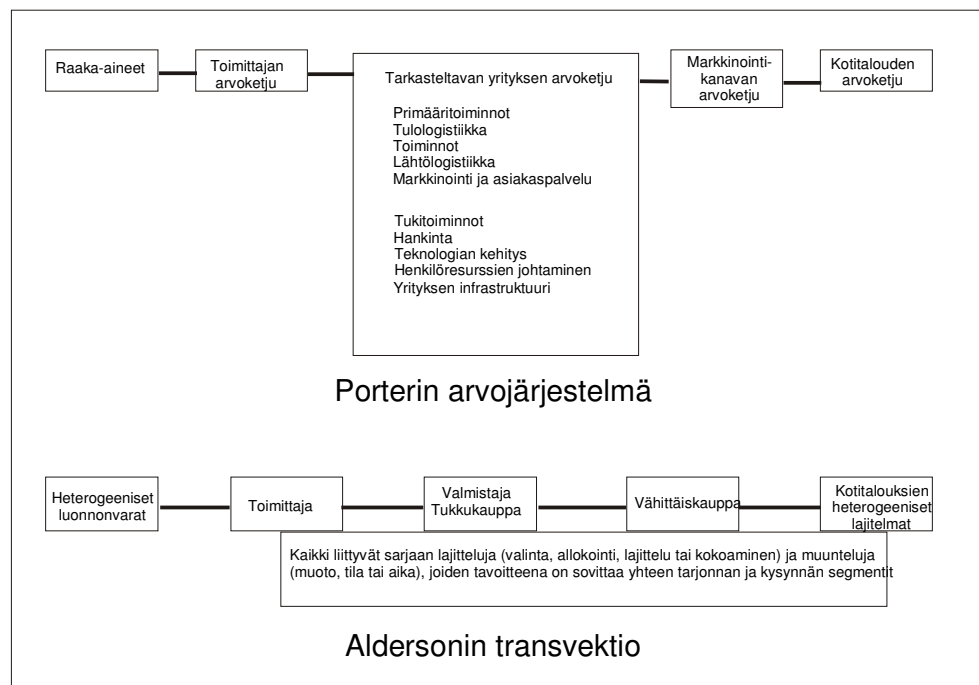 Raaka-aineet
Toimittajan
arvoketju
Tarkasteltavan yrityksen arvoketju
Primääritoiminnot
Tulologistiikka
Toiminnot
Lähtölogistiikka
Markkinointi ja asiakaspalvelu
Tukitoiminnot
Hankinta
Teknologian kehitys
Henkilöresurssien johtaminen
Yrityksen infrastruktuuri
Markkinointi-
kanavan
arvoketju
Kotitalouden
arvoketju
Porterin arvojärjestelmä
Heterogeeniset
luonnonvarat
Toimittaja
Valmistaja
Tukkukauppa
Vähittäiskauppa
Kotitalouksien
heterogeeniset
lajitelmat
Kaikki liittyvät sarjaan lajitteluja (valinta, allokointi, lajittelu tai kokoaminen) ja muunteluja
(muoto, tila tai aika), joiden tavoitteena on sovittaa yhteen tarjonnan ja kysynnän segmentit
Aldersonin transvektio